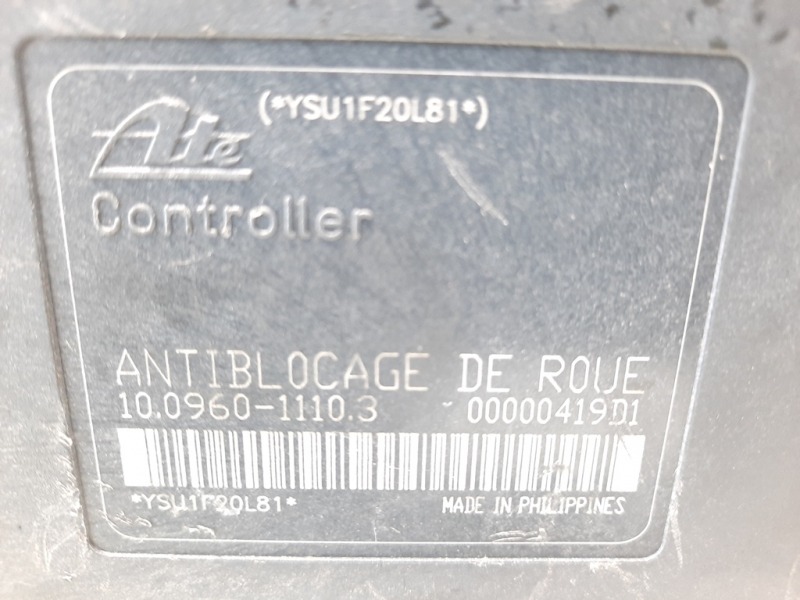 (*YSU1F20L81*)
Ate
Controller
ANTIBLOCAGE DE ROUE
10.0960-1110.3 00000419D1
*YSU1F20L81* MADE IN PHILIPPINES